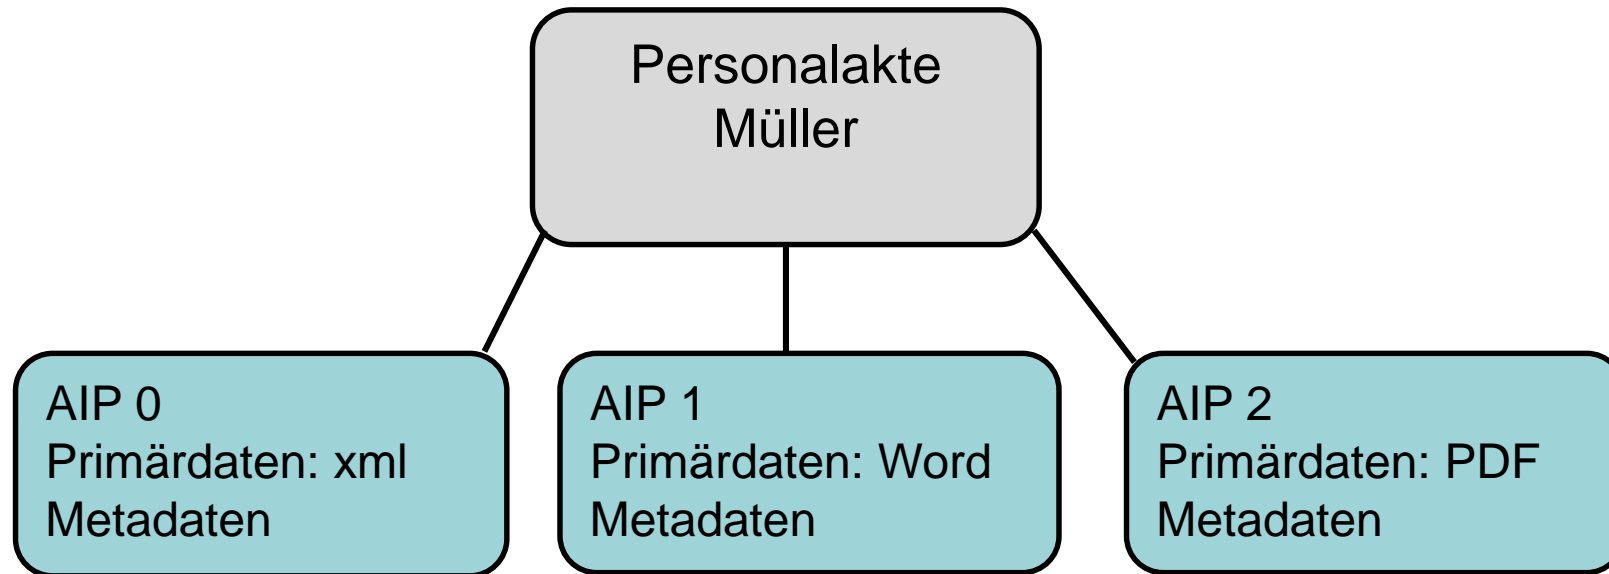 Personalakte
Müller
AIP 0
Primärdaten: xml
Metadaten
AIP 1
Primärdaten: Word
Metadaten
AIP 2
Primärdaten: PDF
Metadaten